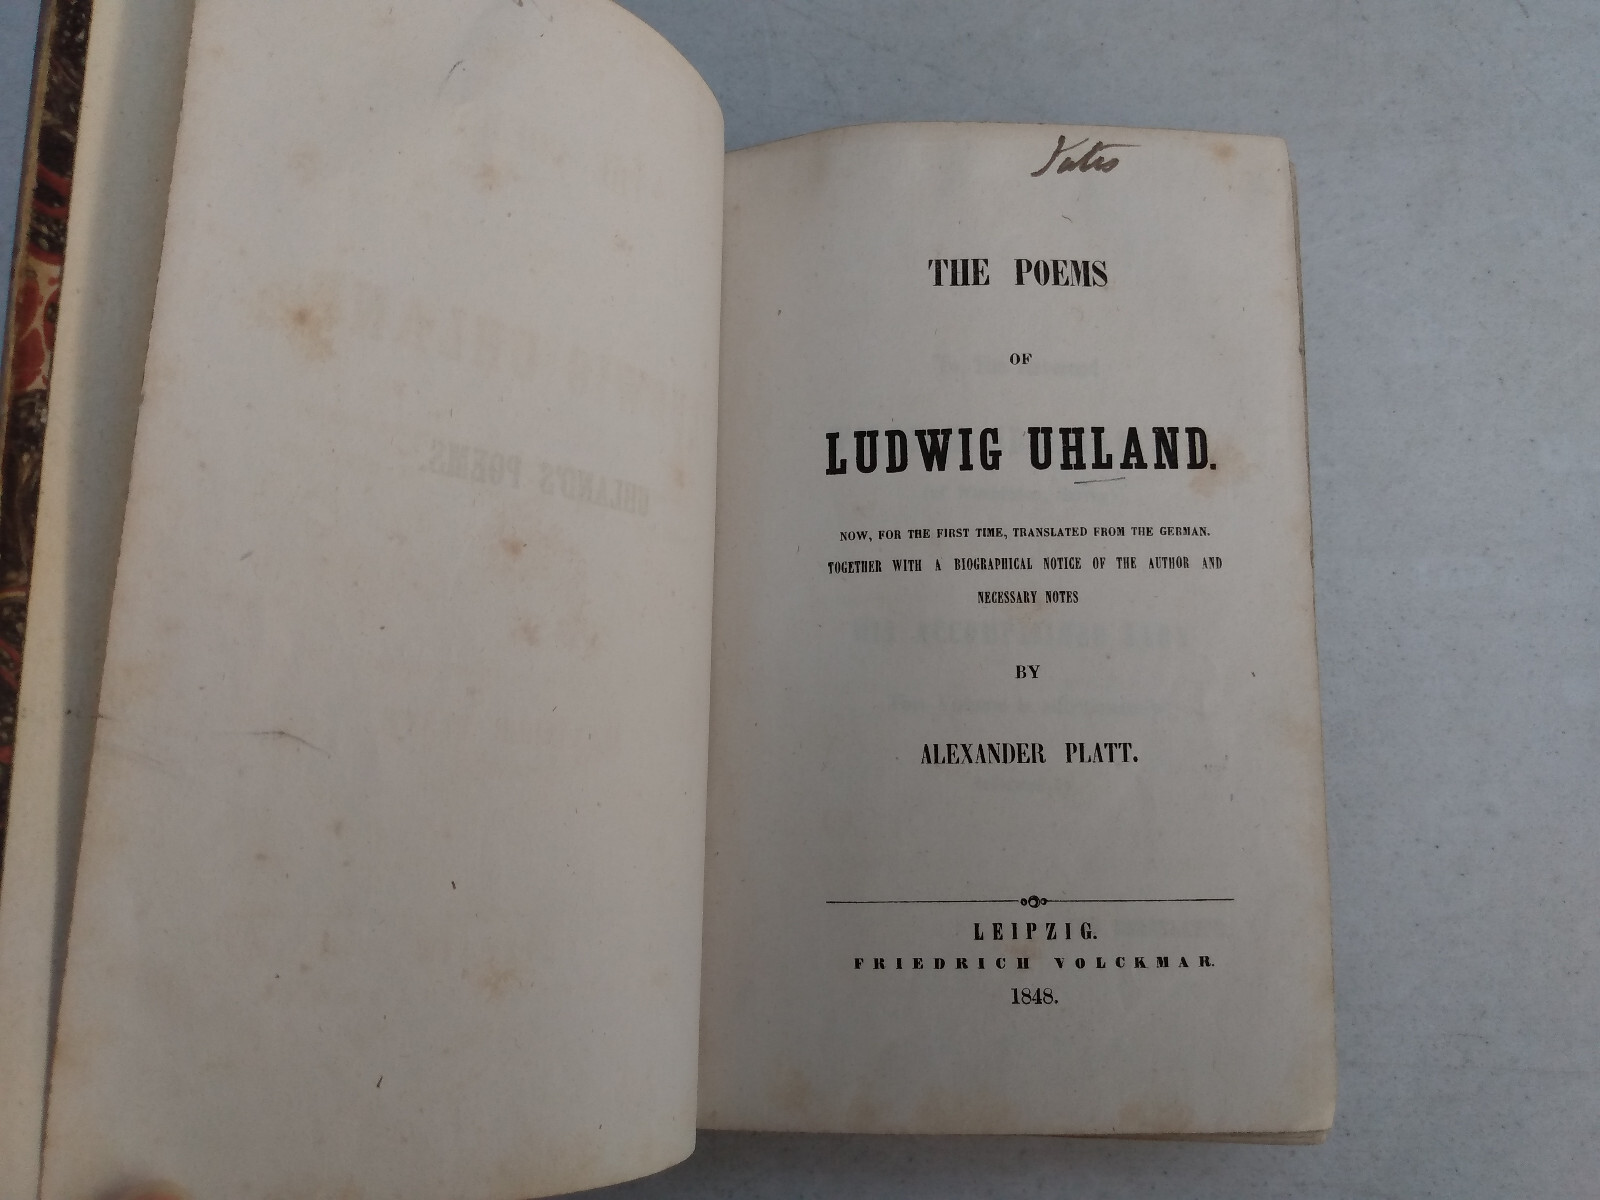 Yates
THE POEMS
OF
LUDWIG UHLAND.
NOW, FOR THE FIRST TIME, TRANSLATED FROM THE GERMAN.
TOGETHER WITH A BIOGRAPHICAL NOTICE OF THE AUTHOR AND
NECESSARY NOTES
BY
ALEXANDER PLATT.
LEIPZIG.
FRIEDRICH VOLCKMAR.
1848.